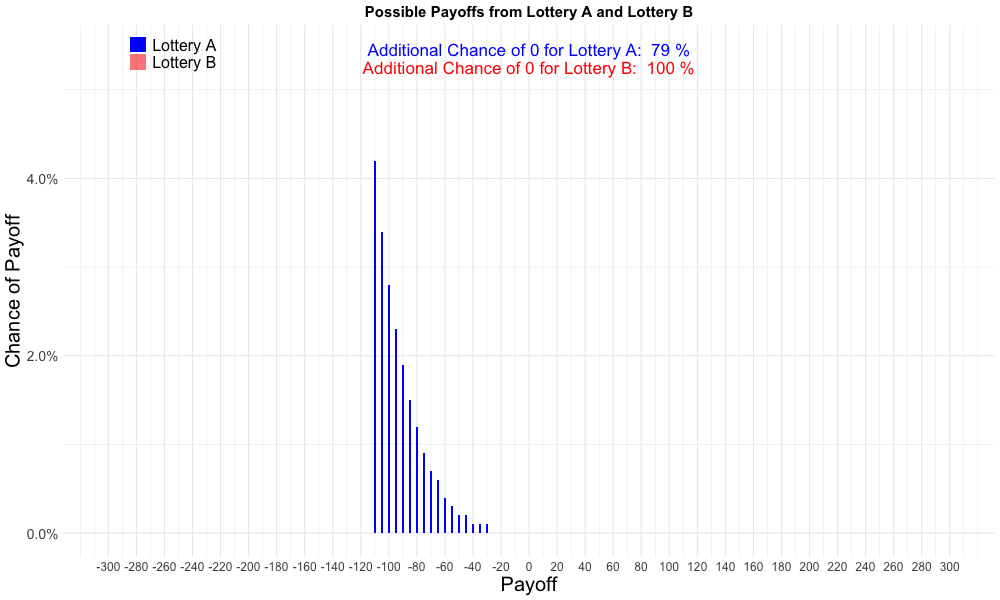 Possible Payoffs from Lottery A and Lottery B
Lottery A
Lottery B
Additional Chance of 0 for Lottery A:  79 %
Additional Chance of 0 for Lottery B:  100 %
Chance of Payoff
4.0%
2.0%
0.0%
-300 -280 -260 -240 -220 -200 -180 -160 -140 -120 -100 -80 -60 -40 -20 0 20 40 60 80 100 120 140 160 180 200 220 240 260 280 300
Payoff